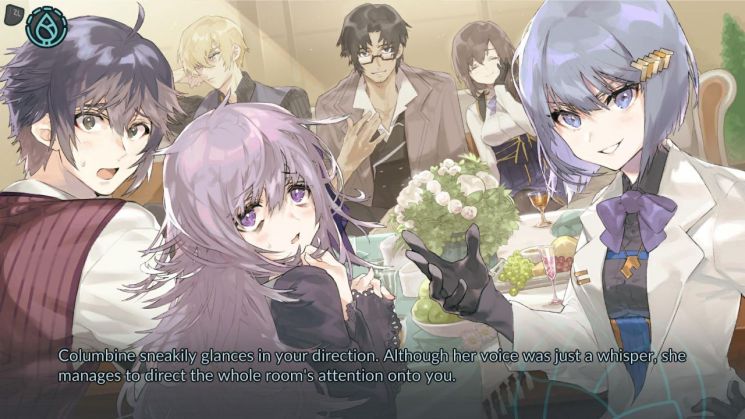 ZL
Columbine sneakily glances in your direction. Although her voice was just a whisper, she
manages to direct the whole room's attention onto you.